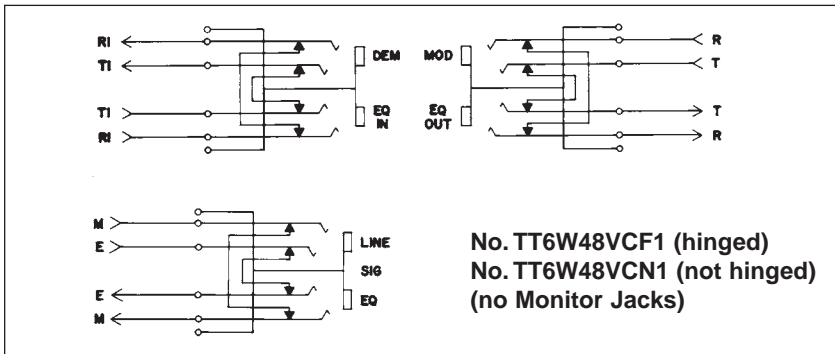 RI
TI
TI
RI
DEM
EQ
IN
MOD
EQ
OUT
R
T
T
R
M
E
E
M
LINE
SIG
EQ
No. TT6W48VCF1 (hinged)
No. TT6W48VCN1 (not hinged)
(no Monitor Jacks)